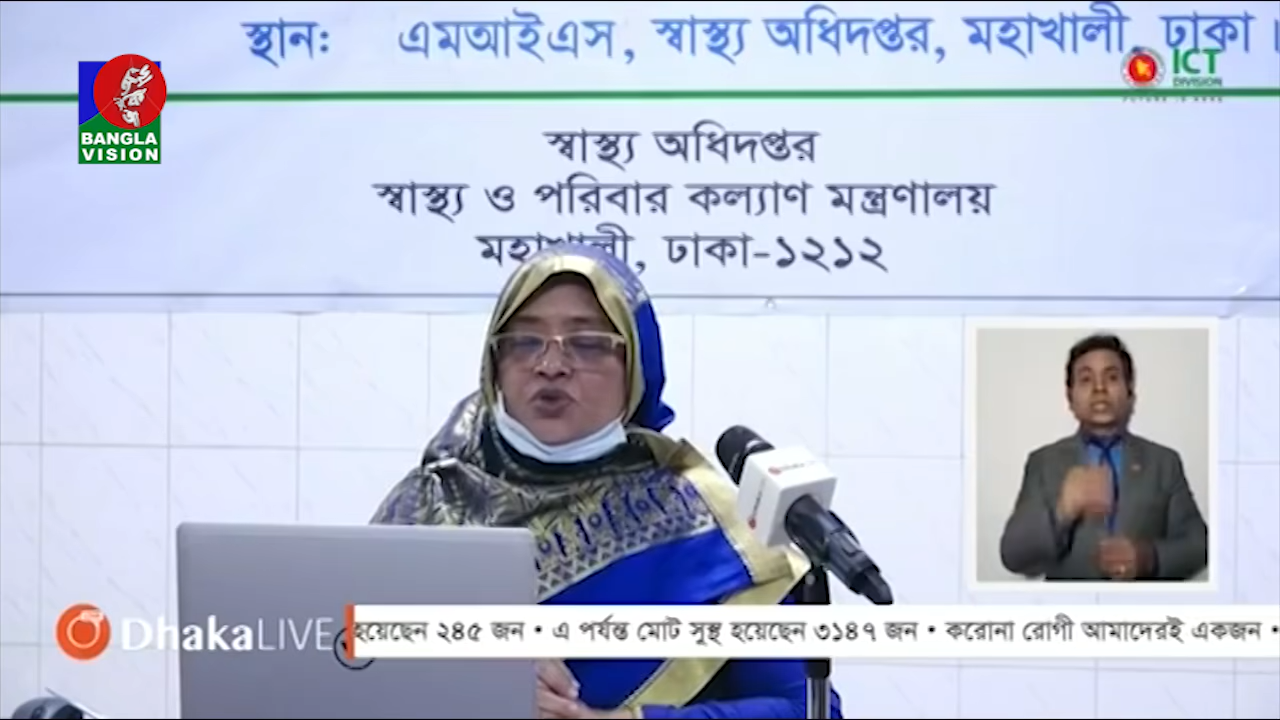 স্থান: এমআইএস, স্বাস্থ্য অধিদপ্তর, মহাখালী, ঢাকা।
ICT
DIVISION
BANGLA
VISION
স্বাস্থ্য অধিদপ্তর
স্বাস্থ্য ও পরিবার কল্যাণ মন্ত্রণালয়
মহাখালী, ঢাকা-১২১২
DhakaLIVE
হয়েছেন ২৪৫ জন • এ পর্যন্ত মোট সুস্থ হয়েছেন ৩১৪৭ জন • করোনা রোগী আমাদেরই একজন •